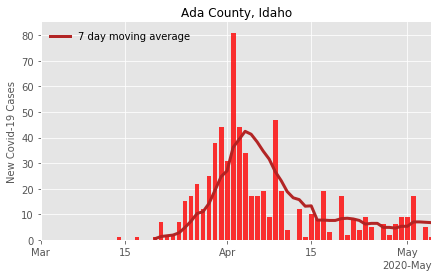 Ada County, Idaho
7 day moving average
New Covid-19 Cases
80
70
60
50
40
30
20
10
0
Mar 15 Apr 15 May
2020-May